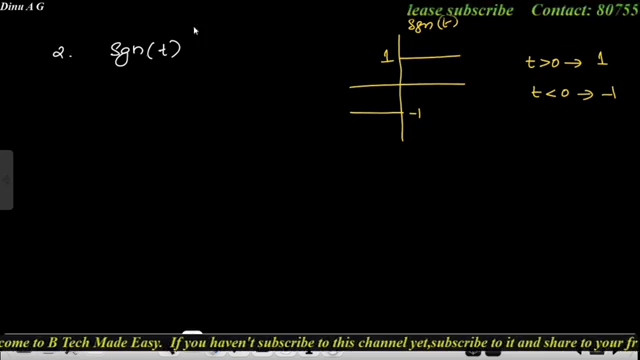 Dinu A G
lease subscribe Contact: 80755
2. Sgn(t)
Sgn(t)
1
-1
t>0 → 1
t<0 → -1
come to B Tech Made Easy. If you haven't subscribe to this channel yet,subscribe to it and share to your fr